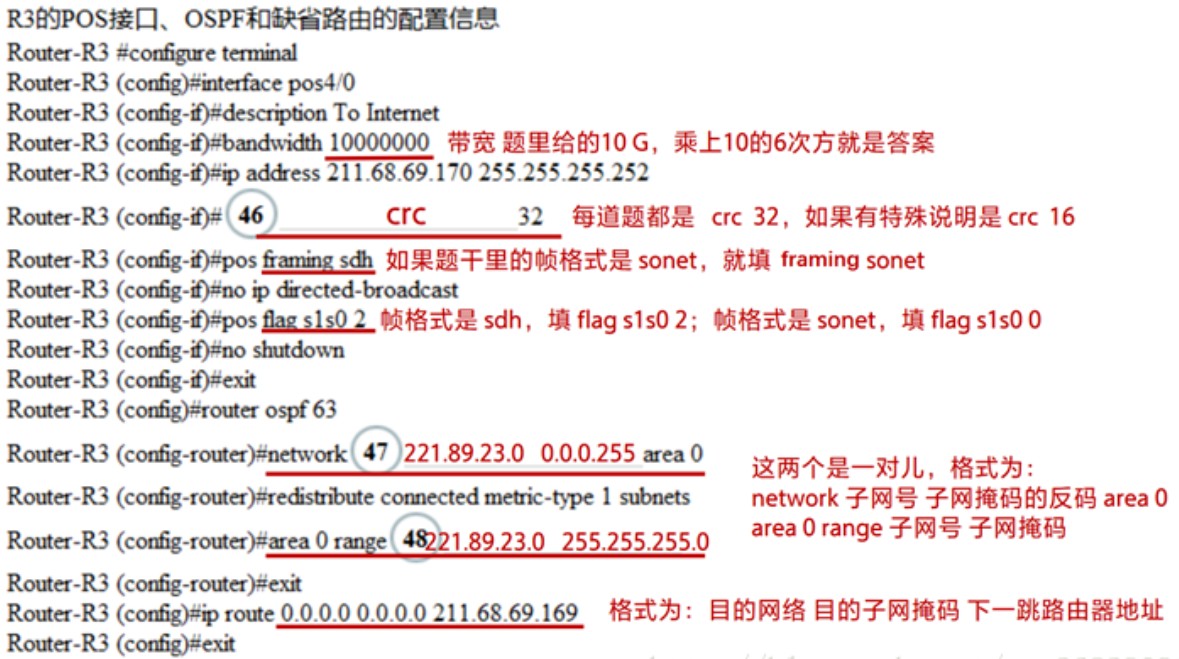 R3的POS接口、OSPF和缺省路由的配置信息
Router-R3 #configure terminal
Router-R3 (config)#interface pos4/0
Router-R3 (config-if)#description To Internet
Router-R3 (config-if)#bandwidth 10000000 带宽 题里给的10 G，乘上10的6次方就是答案
Router-R3 (config-if)#ip address 211.68.69.170 255.255.255.252
Router-R3 (config-if)# 46 crc 32 每道题都是 crc 32，如果有特殊说明是 crc 16
Router-R3 (config-if)#pos framing sdh 如果题干里的帧格式是 sonet，就填 framing sonet
Router-R3 (config-if)#no ip directed-broadcast
Router-R3 (config-if)#pos flag s1s0 2 帧格式是 sdh，填 flag s1s0 2；帧格式是 sonet，填 flag s1s0 0
Router-R3 (config-if)#no shutdown
Router-R3 (config-if)#exit
Router-R3 (config)#router ospf 63
Router-R3 (config-router)#network 47 221.89.23.0 0.0.0.255 area 0
这两个是一对儿，格式为：
Router-R3 (config-router)#redistribute connected metric-type 1 subnets
network 子网号 子网掩码的反码 area 0
area 0 range 子网号 子网掩码
Router-R3 (config-router)#area 0 range 48 221.89.23.0 255.255.255.0
Router-R3 (config-router)#exit
Router-R3 (config)#ip route 0.0.0.0 0.0.0.0 211.68.69.169 格式为：目的网络 目的子网掩码 下一跳路由器地址
Router-R3 (config)#exit